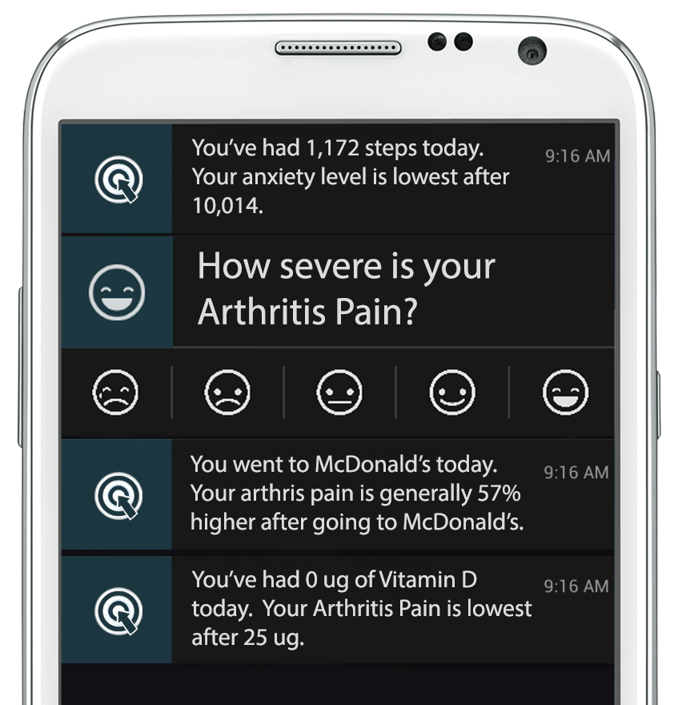 You've had 1,172 steps today.
9:16 AM
Your anxiety level is lowest after
10,014.
How severe is your
Arthritis Pain?
You went to McDonald's today.
9:16 AM
Your arthris pain is generally 57%
higher after going to McDonald's.
You've had 0 ug of Vitamin D
9:16 AM
today.  Your Arthritis Pain is lowest
after 25 ug.